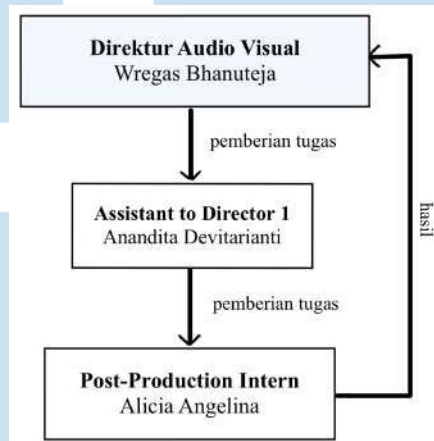 Direktur Audio Visual
Wregas Bhanuteja
pemberian tugas
Assistant to Director 1
Anandita Devitarianti
hasil
pemberian tugas
Post-Production Intern
Alicia Angelina